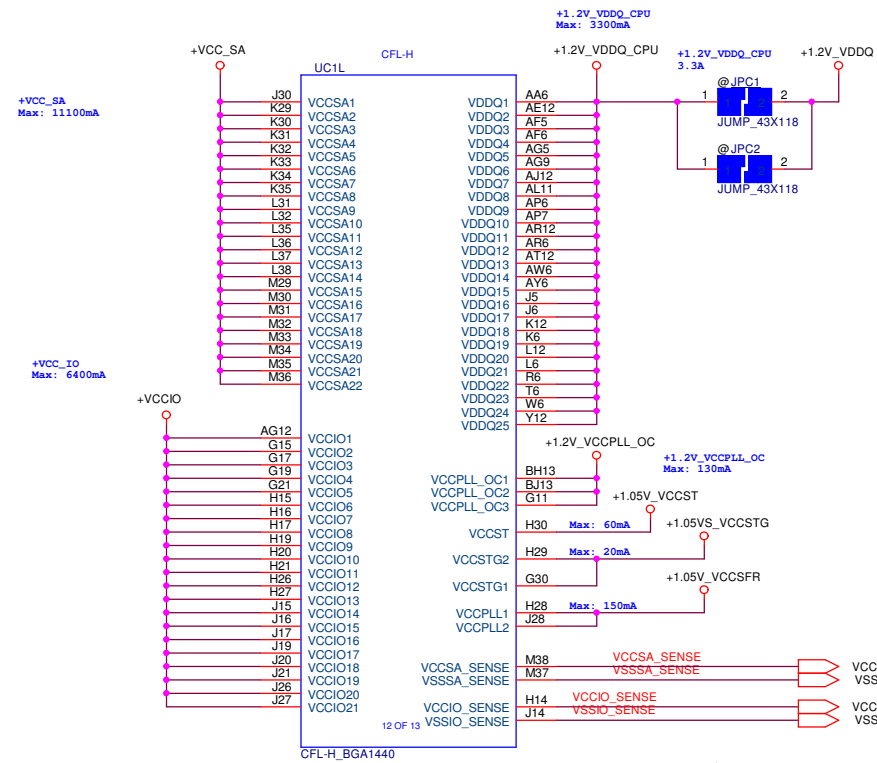 +1.2V_VDDQ_CPU
Max: 3300mA
+VCC_SA
CFL-H
+1.2V_VDDQ_CPU
+1.2V_VDDQ_CPU
3.3A
+1.2V_VDDQ
UC1L
@JPC1
+VCC_SA
Max: 11100mA
J30 VCCSA1 VDDQ1 AA6 1 1 2 2
K29 VCCSA2 VDDQ2 AE12
K30 VCCSA3 VDDQ3 AF5 JUMP_43X118
K31 VCCSA4 VDDQ4 AF6
K32 VCCSA5 VDDQ5 AG5 @JPC2
K33 VCCSA6 VDDQ6 AG9 1 1 2 2
K34 VCCSA7 VDDQ7 AJ12
K35 VCCSA8 VDDQ8 AL11 JUMP_43X118
L31 VCCSA9 VDDQ9 AP6
L32 VCCSA10 VDDQ10 AP7
L35 VCCSA11 VDDQ11 AR12
L36 VCCSA12 VDDQ12 AR6
L37 VCCSA13 VDDQ13 AT12
L38 VCCSA14 VDDQ14 AW6
M29 VCCSA15 VDDQ15 AY6
M30 VCCSA16 VDDQ16 J5
M31 VCCSA17 VDDQ17 J6
M32 VCCSA18 VDDQ18 K12
M33 VCCSA19 VDDQ19 K6
M34 VCCSA20 VDDQ20 L12
M35 VCCSA21 VDDQ21 L6
M36 VCCSA22 VDDQ22 R6
VDDQ23 T6
VDDQ24 W6
VDDQ25 Y12
+VCC_IO
Max: 6400mA
+VCCIO
+1.2V_VCCPLL_OC
+1.2V_VCCPLL_OC
Max: 130mA
AG12 VCCIO1
G15 VCCIO2
G17 VCCIO3
G19 VCCIO4 VCCPLL_OC1 BH13
G21 VCCIO5 VCCPLL_OC2 BJ13
H15 VCCIO6 VCCPLL_OC3 G11
+1.05V_VCCST
H16 VCCIO7
H17 VCCIO8 VCCST H30 Max: 60mA
+1.05VS_VCCSTG
H19 VCCIO9
H20 VCCIO10 VCCSTG2 H29 Max: 20mA
H21 VCCIO11
H26 VCCIO12 VCCSTG1 G30
+1.05V_VCCSFR
H27 VCCIO13
J15 VCCIO14 VCCPLL1 H28 Max: 150mA
J16 VCCIO15 VCCPLL2 J28
J17 VCCIO16
J19 VCCIO17
J20 VCCIO18 VCCSA_SENSE M38 VCCSA_SENSE VCC
J21 VCCIO19 VSSSA_SENSE M37 VSSSA_SENSE VSS
J26 VCCIO20
J27 VCCIO21 VCCIO_SENSE H14 VCCIO_SENSE VCC
VSSIO_SENSE J14 VSSIO_SENSE VSS
12 OF 13
CFL-H_BGA1440